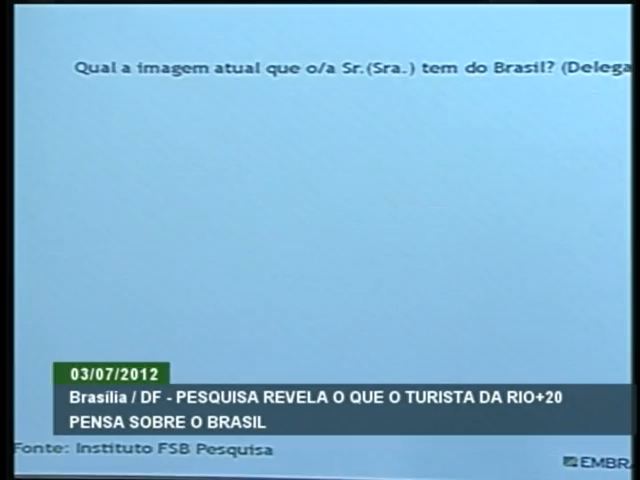 Qual a imagem atual que o/a Sr.(Sra.) tem do Brasil? (Delega
03/07/2012
Brasília / DF - PESQUISA REVELA O QUE O TURISTA DA RIO+20
PENSA SOBRE O BRASIL
Fonte: Instituto FSB Pesquisa
EMBRA